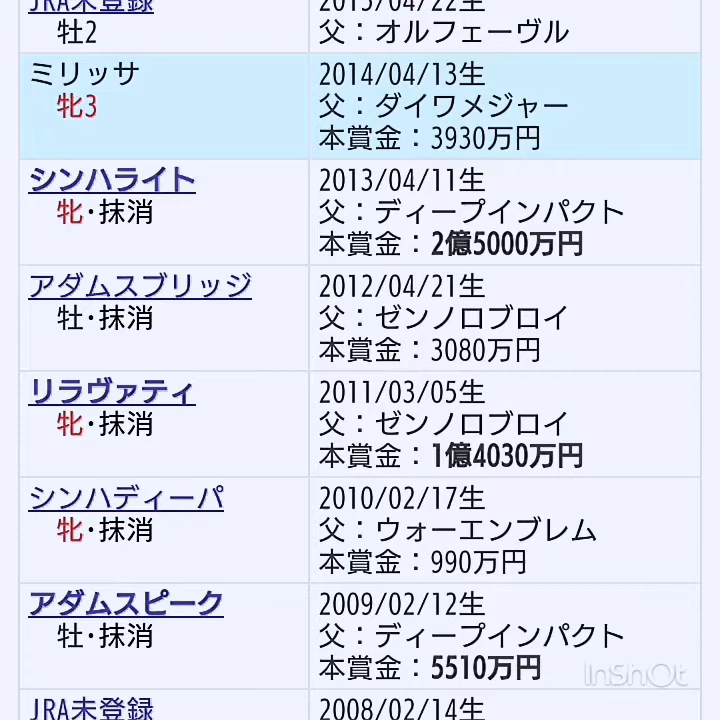 JRA未登録
2015/04/22生
牡2
父：オルフェーヴル
ミリッサ
2014/04/13生
牝3
父：ダイワメジャー
本賞金：3930万円
シンハライト
2013/04/11生
牝･抹消
父：ディープインパクト
本賞金：2億5000万円
アダムスブリッジ
2012/04/21生
牡･抹消
父：ゼンノロブロイ
本賞金：3080万円
リラヴァティ
2011/03/05生
牝･抹消
父：ゼンノロブロイ
本賞金：1億4030万円
シンハディーパ
2010/02/17生
牝･抹消
父：ウォーエンブレム
本賞金：990万円
アダムスピーク
2009/02/12生
牡･抹消
父：ディープインパクト
本賞金：5510万円
InShOt
JRA未登録
2008/02/14生